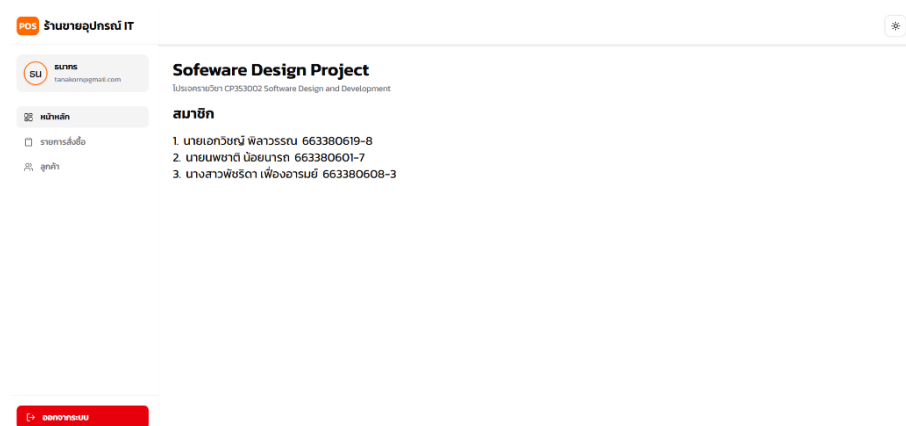 POS ร้านขายอุปกรณ์ IT
ธน ธนากร
tanakorn@gmail.com
หน้าหลัก
รายการสั่งซื้อ
ลูกค้า
ออกจากระบบ
Sofeware Design Project
โปรเจครายวิชา CP353002 Software Design and Development
สมาชิก
1. นายเอกวิชญ์ พิลาวรรณ 663380619-8
2. นายนพชาติ น้อยนารถ 663380601-7
3. นางสาวพัชริดา เฟื่องอารมย์ 663380608-3